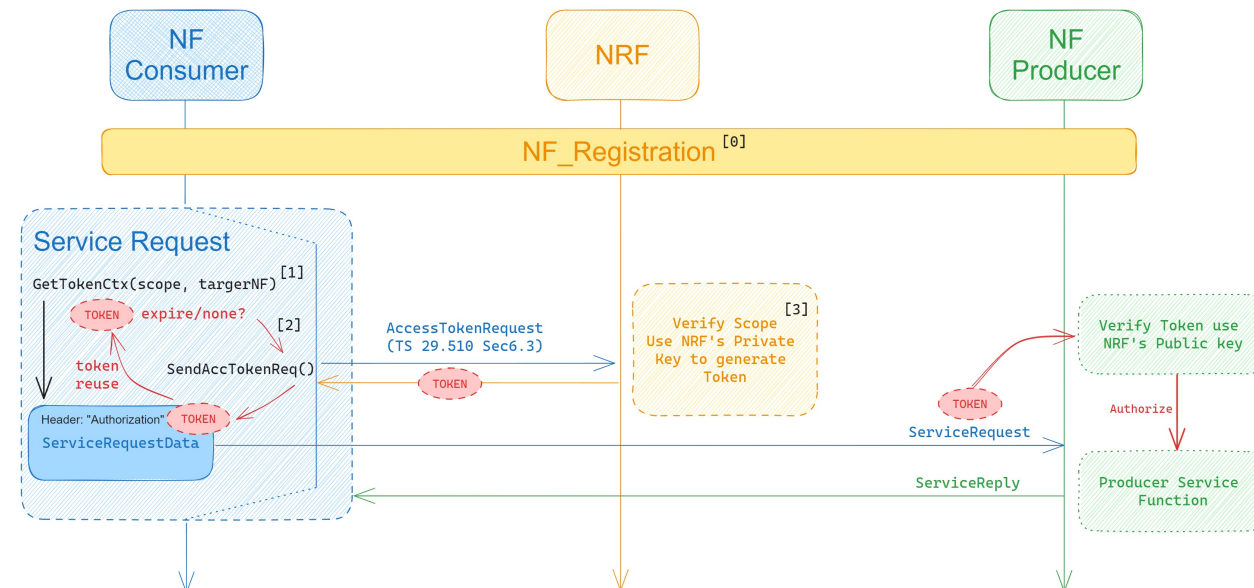 NF
Consumer
NRF
NF
Producer
NF_Registration [0]
Service Request
GetTokenCtx(scope, targerNF) [1]
TOKEN
expire/none?
[2]
token
reuse
SendAccTokenReq()
Header: "Authorization"
TOKEN
ServiceRequestData
AccessTokenRequest
(TS 29.510 Sec6.3)
TOKEN
[3]
Verify Scope
Use NRF's Private
Key to generate
Token
TOKEN
Verify Token use
NRF's Public key
Authorize
ServiceRequest
ServiceReply
Producer Service
Function